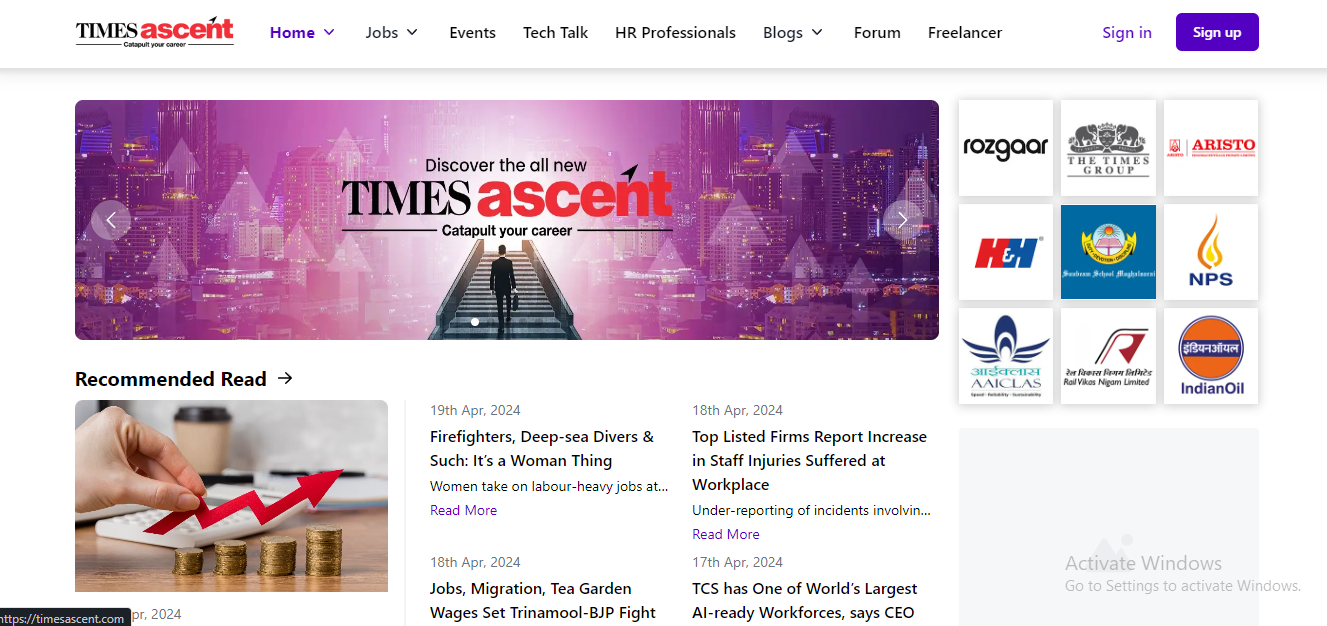 TIMES ascent
Catapult your career
Home
Jobs
Events
Tech Talk
HR Professionals
Blogs
Forum
Freelancer
Sign in
Sign up
Discover the all new
TIMES ascent
Catapult your career
rozgaar
THE TIMES
GROUP
ARISTO
H&H
Sunbeam School Mughalsarai
NPS
आईक्लास
AAICLAS
रेल विकास निगम लिमिटेड
Rail Vikas Nigam Limited
इंडियनऑयल
IndianOil
Recommended Read
19th Apr, 2024
Firefighters, Deep-sea Divers &
Such: It’s a Woman Thing
Women take on labour-heavy jobs at...
Read More
18th Apr, 2024
Top Listed Firms Report Increase
in Staff Injuries Suffered at
Workplace
Under-reporting of incidents involvin...
Read More
18th Apr, 2024
Jobs, Migration, Tea Garden
Wages Set Trinamool-BJP Fight
17th Apr, 2024
TCS has One of World’s Largest
AI-ready Workforces, says CEO
pr, 2024
https://timesascent.com
Activate Windows
Go to Settings to activate Windows.